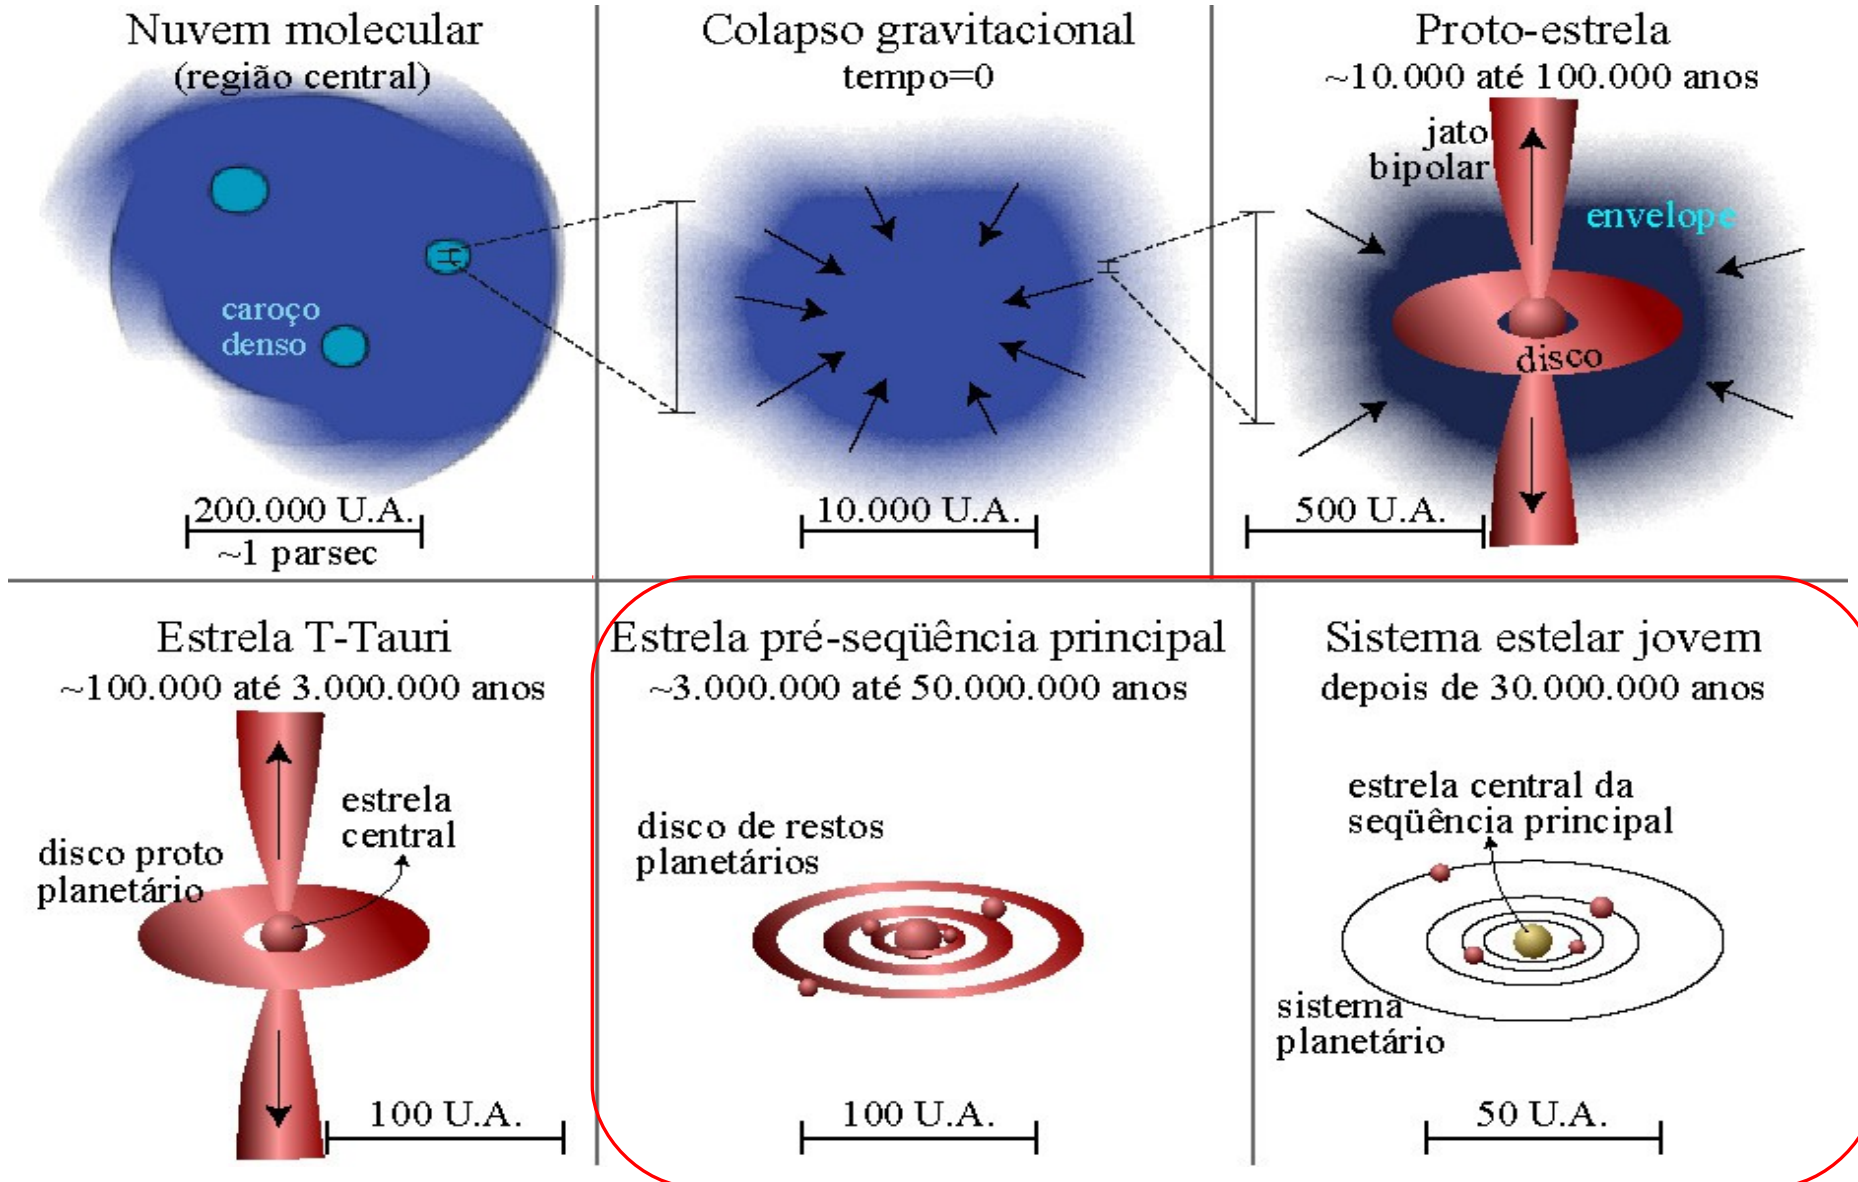 Nuvem molecular
(região central)
caroço
denso
200.000 U.A.
~1 parsec
Colapso gravitacional
tempo=0
10.000 U.A.
Proto-estrela
~10.000 até 100.000 anos
jato
bipolar
envelope
disco
500 U.A.
Estrela T-Tauri
~100.000 até 3.000.000 anos
estrela
central
disco proto
planetário
100 U.A.
Estrela pré-seqüência principal
~3.000.000 até 50.000.000 anos
disco de restos
planetários
100 U.A.
Sistema estelar jovem
depois de 30.000.000 anos
estrela central da
seqüência principal
sistema
planetário
50 U.A.